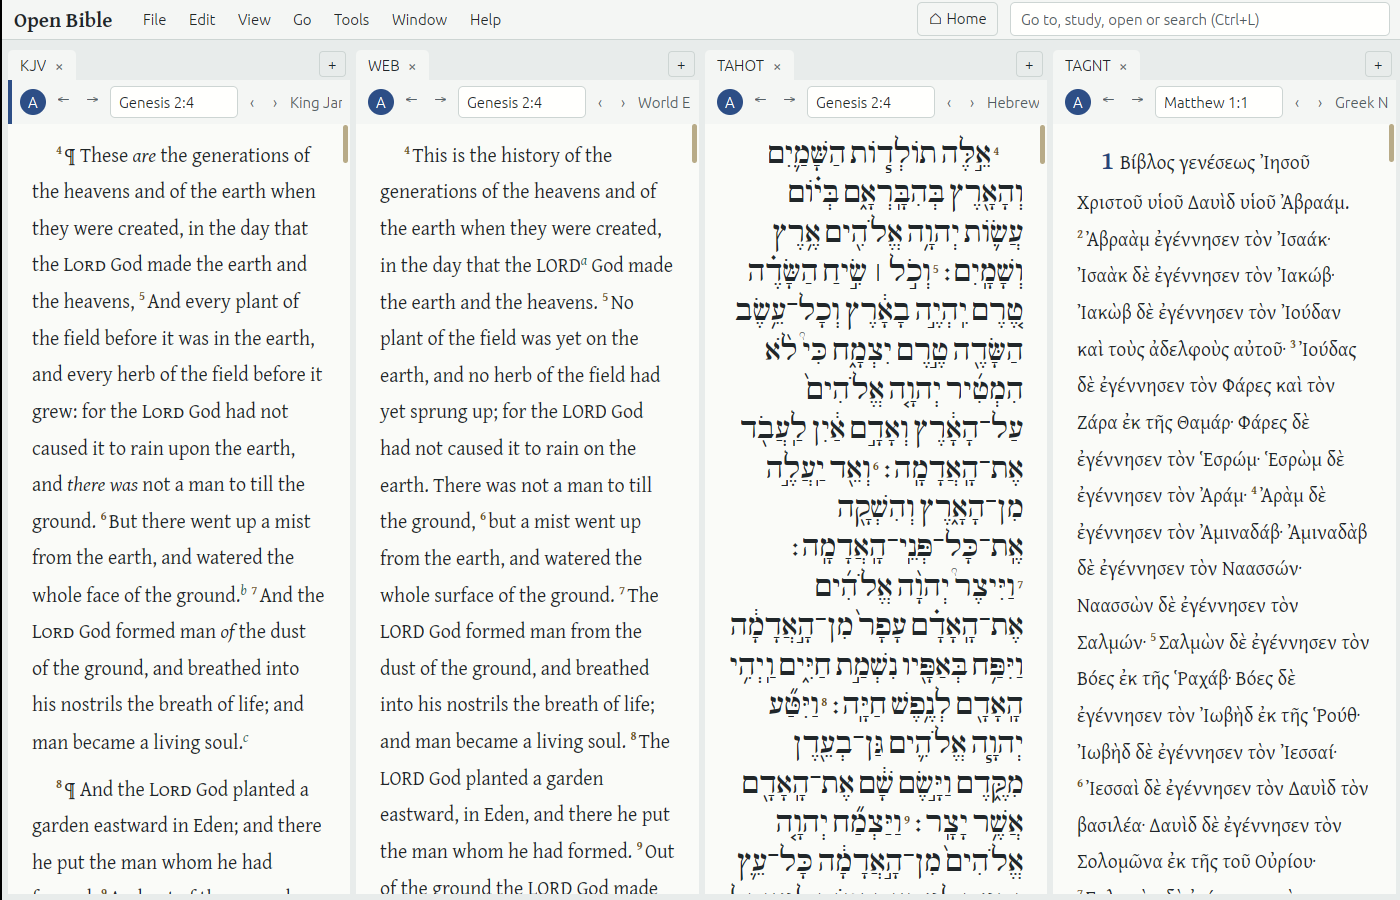 Open Bible File Edit View Go Tools Window Help Home Go to, study, open or search (Ctrl+L)
KJV × +
A ← → Genesis 2:4 ‹ › King Jar
⁴¶ These are the generations of
the heavens and of the earth when
they were created, in the day that
the LORD God made the earth and
the heavens, ⁵And every plant of
the field before it was in the earth,
and every herb of the field before it
grew: for the LORD God had not
caused it to rain upon the earth,
and there was not a man to till the
ground. ⁶But there went up a mist
from the earth, and watered the
whole face of the ground.b ⁷And the
LORD God formed man of the dust
of the ground, and breathed into
his nostrils the breath of life; and
man became a living soul.c
⁸¶ And the LORD God planted a
garden eastward in Eden; and there
he put the man whom he had
WEB × +
A ← → Genesis 2:4 ‹ › World E
⁴This is the history of the
generations of the heavens and of
the earth when they were created,
in the day that the LORDa God made
the earth and the heavens. ⁵No
plant of the field was yet on the
earth, and no herb of the field had
yet sprung up; for the LORD God
had not caused it to rain on the
earth. There was not a man to till
the ground, ⁶but a mist went up
from the earth, and watered the
whole surface of the ground. ⁷The
LORD God formed man from the
dust of the ground, and breathed
into his nostrils the breath of life;
and man became a living soul. ⁸The
LORD God planted a garden
eastward, in Eden, and there he put
the man whom he had formed. ⁹Out
of the ground the LORD God made
TAHOT × +
A ← → Genesis 2:4 ‹ › Hebrew
⁴אֵ֣לֶּה תוֹלְד֧וֹת הַשָּׁמַ֛יִם
וְהָאָ֖רֶץ בְּהִבָּֽרְאָ֑ם בְּי֗וֹם
עֲשׂ֛וֹת יְהוָ֥ה אֱלֹהִ֖ים אֶ֥רֶץ
וְשָׁמָֽיִם׃ ⁵וְכֹ֣ל ׀ שִׂ֣יחַ הַשָּׂדֶ֗ה
טֶ֚רֶם יִֽהְיֶ֣ה בָאָ֔רֶץ וְכָל־עֵ֥שֶׂב
הַשָּׂדֶ֖ה טֶ֣רֶם יִצְמָ֑ח כִּי֩ לֹ֨א
הִמְטִ֜יר יְהוָ֤ה אֱלֹהִים֙
עַל־הָאָ֔רֶץ וְאָדָ֣ם אַ֔יִן לַֽעֲבֹ֖ד
אֶת־הָֽאֲדָמָֽה׃ ⁶וְאֵ֖ד יַֽעֲלֶ֣ה
מִן־הָאָ֑רֶץ וְהִשְׁקָ֖ה
אֶֽת־כָּל־פְּנֵֽי־הָֽאֲדָמָֽה׃
⁷וַיִּיצֶר֩ יְהוָ֨ה אֱלֹהִ֜ים
אֶת־הָֽאָדָ֗ם עָפָר֙ מִן־הָ֣אֲדָמָ֔ה
וַיִּפַּ֥ח בְּאַפָּ֖יו נִשְׁמַ֣ת חַיִּ֑ים וַֽיְהִ֥י
הָֽאָדָ֖ם לְנֶ֥פֶשׁ חַיָּֽה׃ ⁸וַיִּטַּ֞ע
יְהוָ֧ה אֱלֹהִ֛ים גַּן־בְעֵ֖דֶן
מִקֶּ֑דֶם וַיָּ֣שֶׂם שָׁ֔ם אֶת־הָֽאָדָ֖ם
אֲשֶׁ֥ר יָצָֽר׃ ⁹וַיַּצְמַ֞ח יְהוָ֤ה
אֱלֹהִים֙ מִן־הָ֣אֲדָמָ֔ה כָּל־עֵ֛ץ
TAGNT × +
A ← → Matthew 1:1 ‹ › Greek N
1 Βίβλος γενέσεως Ἰησοῦ
Χριστοῦ υἱοῦ Δαυὶδ υἱοῦ Ἀβραάμ.
²Ἀβραὰμ ἐγέννησεν τὸν Ἰσαάκ·
Ἰσαὰκ δὲ ἐγέννησεν τὸν Ἰακώβ·
Ἰακὼβ δὲ ἐγέννησεν τὸν Ἰούδαν
καὶ τοὺς ἀδελφοὺς αὐτοῦ· ³Ἰούδας
δὲ ἐγέννησεν τὸν Φάρες καὶ τὸν
Ζάρα ἐκ τῆς Θαμάρ· Φάρες δὲ
ἐγέννησεν τὸν Ἑσρώμ· Ἑσρὼμ δὲ
ἐγέννησεν τὸν Ἀράμ· ⁴Ἀρὰμ δὲ
ἐγέννησεν τὸν Ἀμιναδάβ· Ἀμιναδὰβ
δὲ ἐγέννησεν τὸν Ναασσών·
Ναασσὼν δὲ ἐγέννησεν τὸν
Σαλμών· ⁵Σαλμὼν δὲ ἐγέννησεν τὸν
Βόες ἐκ τῆς Ῥαχάβ· Βόες δὲ
ἐγέννησεν τὸν Ἰωβὴδ ἐκ τῆς Ῥούθ·
Ἰωβὴδ δὲ ἐγέννησεν τὸν Ἰεσσαί·
⁶Ἰεσσαὶ δὲ ἐγέννησεν τὸν Δαυὶδ τὸν
βασιλέα· Δαυὶδ δὲ ἐγέννησεν τὸν
Σολομῶνα ἐκ τῆς τοῦ Οὐρίου·